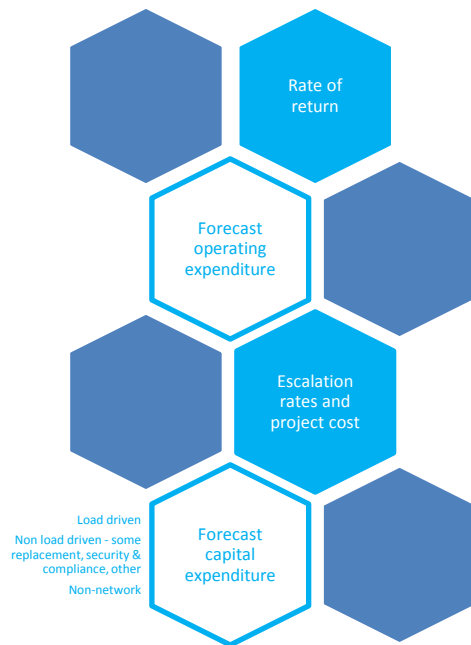 Rate of
return
Forecast
operating
expenditure
Escalation
rates and
project cost
Load driven
Non load driven - some
replacement, security &
compliance, other
Non-network
Forecast
capital
expenditure